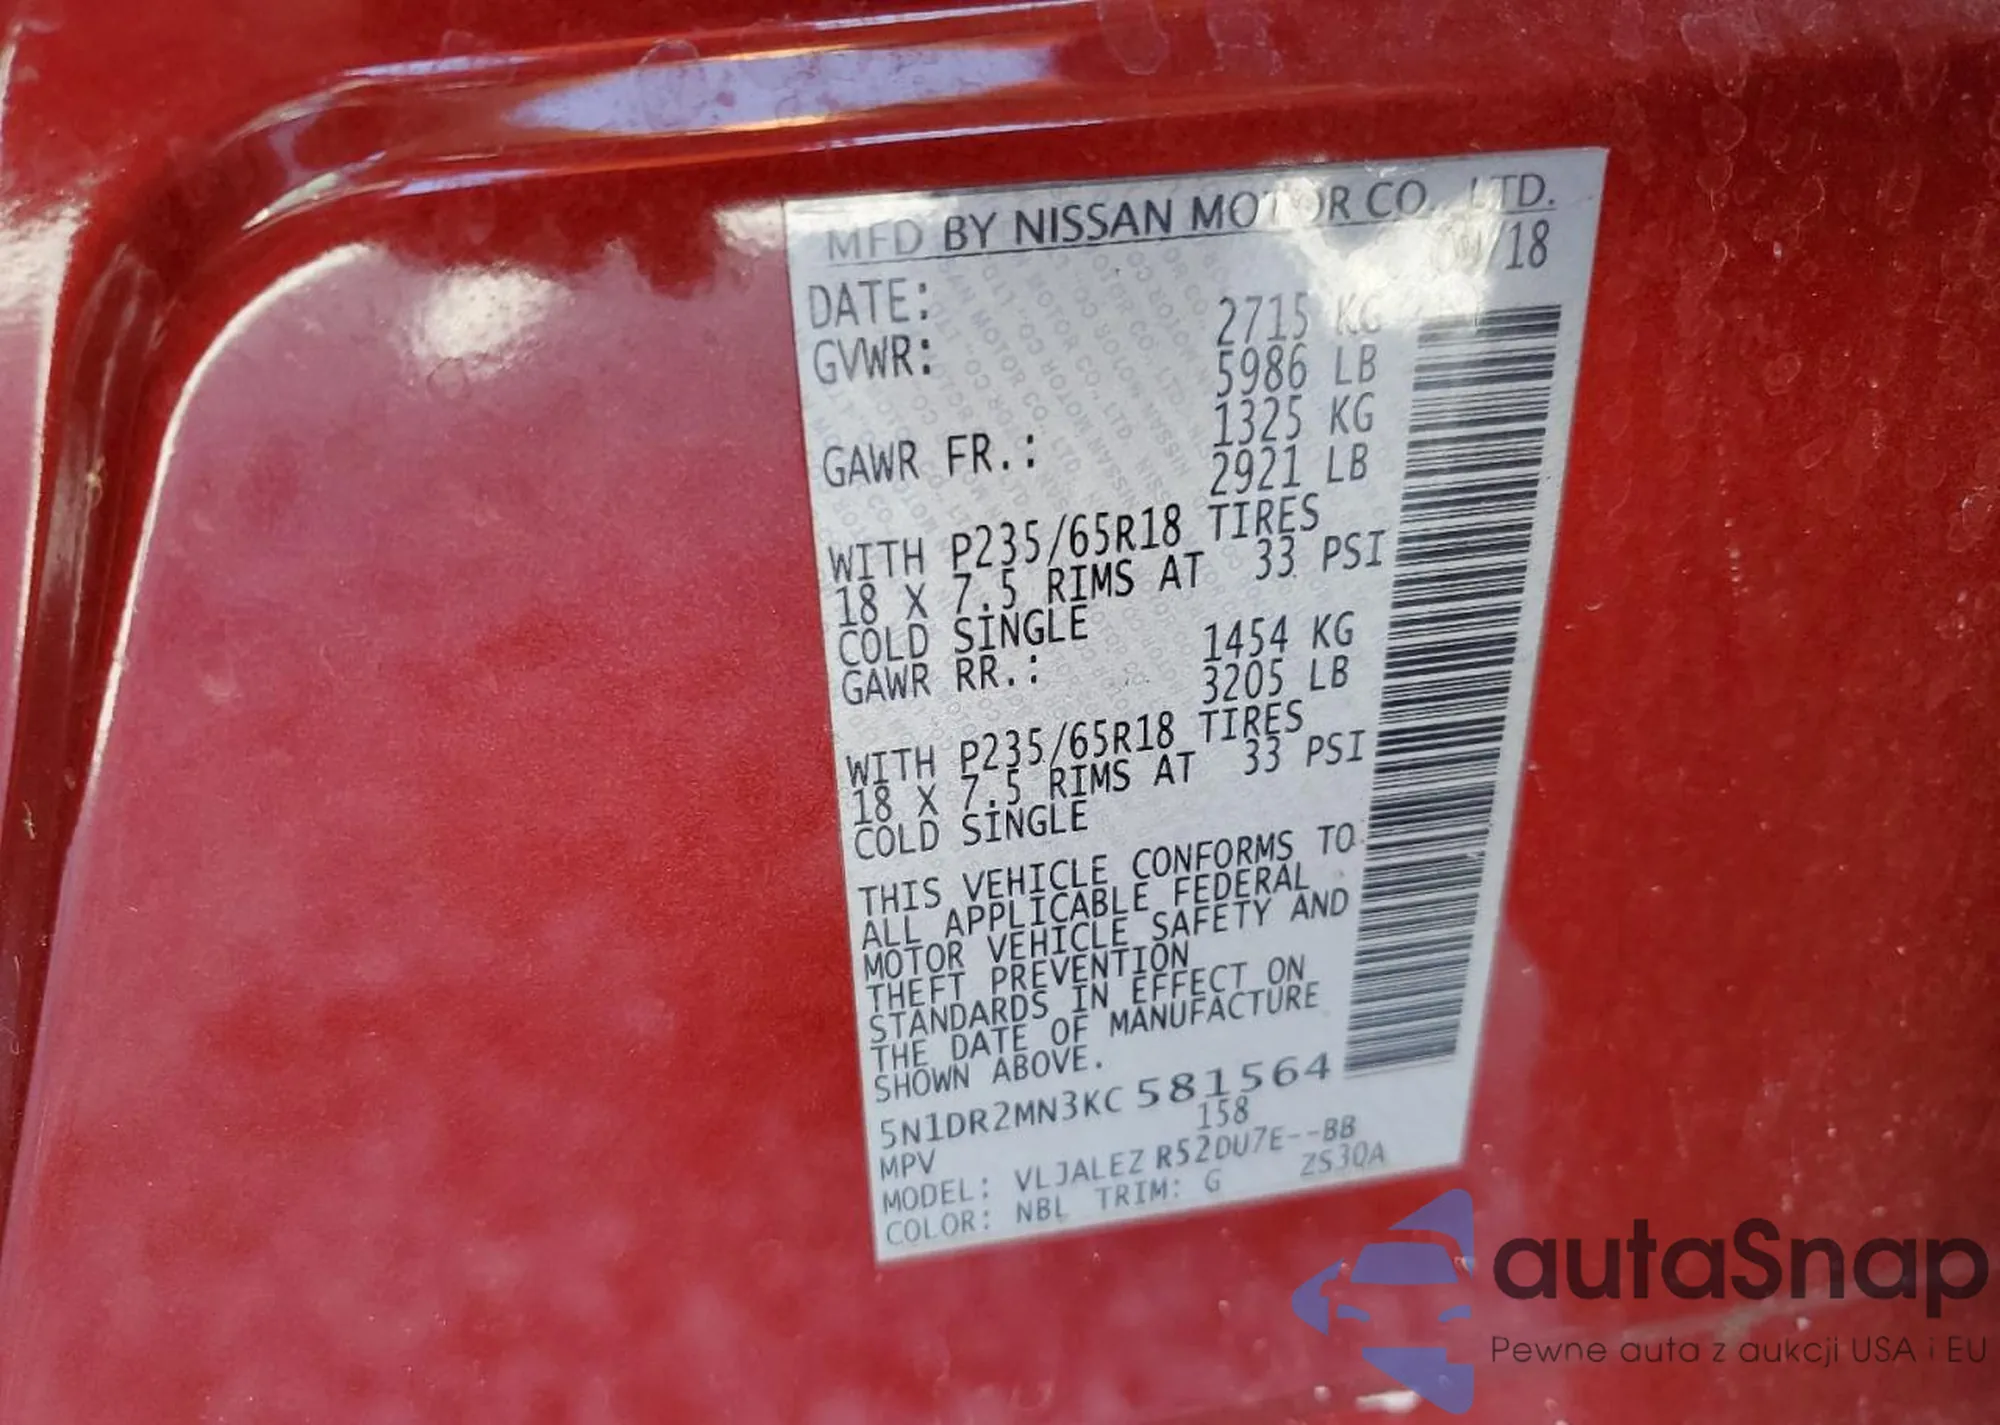 MFD BY NISSAN MOTOR CO., LTD.
DATE: /18
GVWR: 2715 KG
5986 LB
GAWR FR.: 1325 KG
2921 LB
WITH P235/65R18 TIRES
18 X 7.5 RIMS AT 33 PSI
COLD SINGLE
GAWR RR.: 1454 KG
3205 LB
WITH P235/65R18 TIRES
18 X 7.5 RIMS AT 33 PSI
COLD SINGLE
THIS VEHICLE CONFORMS TO
ALL APPLICABLE FEDERAL
MOTOR VEHICLE SAFETY AND
THEFT PREVENTION
STANDARDS IN EFFECT ON
THE DATE OF MANUFACTURE
SHOWN ABOVE.
5N1DR2MN3KC 581564
MPV 158
MODEL: VLJALEZ R52DU7E--BB
COLOR: NBL TRIM: G ZS30A
autaSnap
Pewne auta z aukcji USA i EU